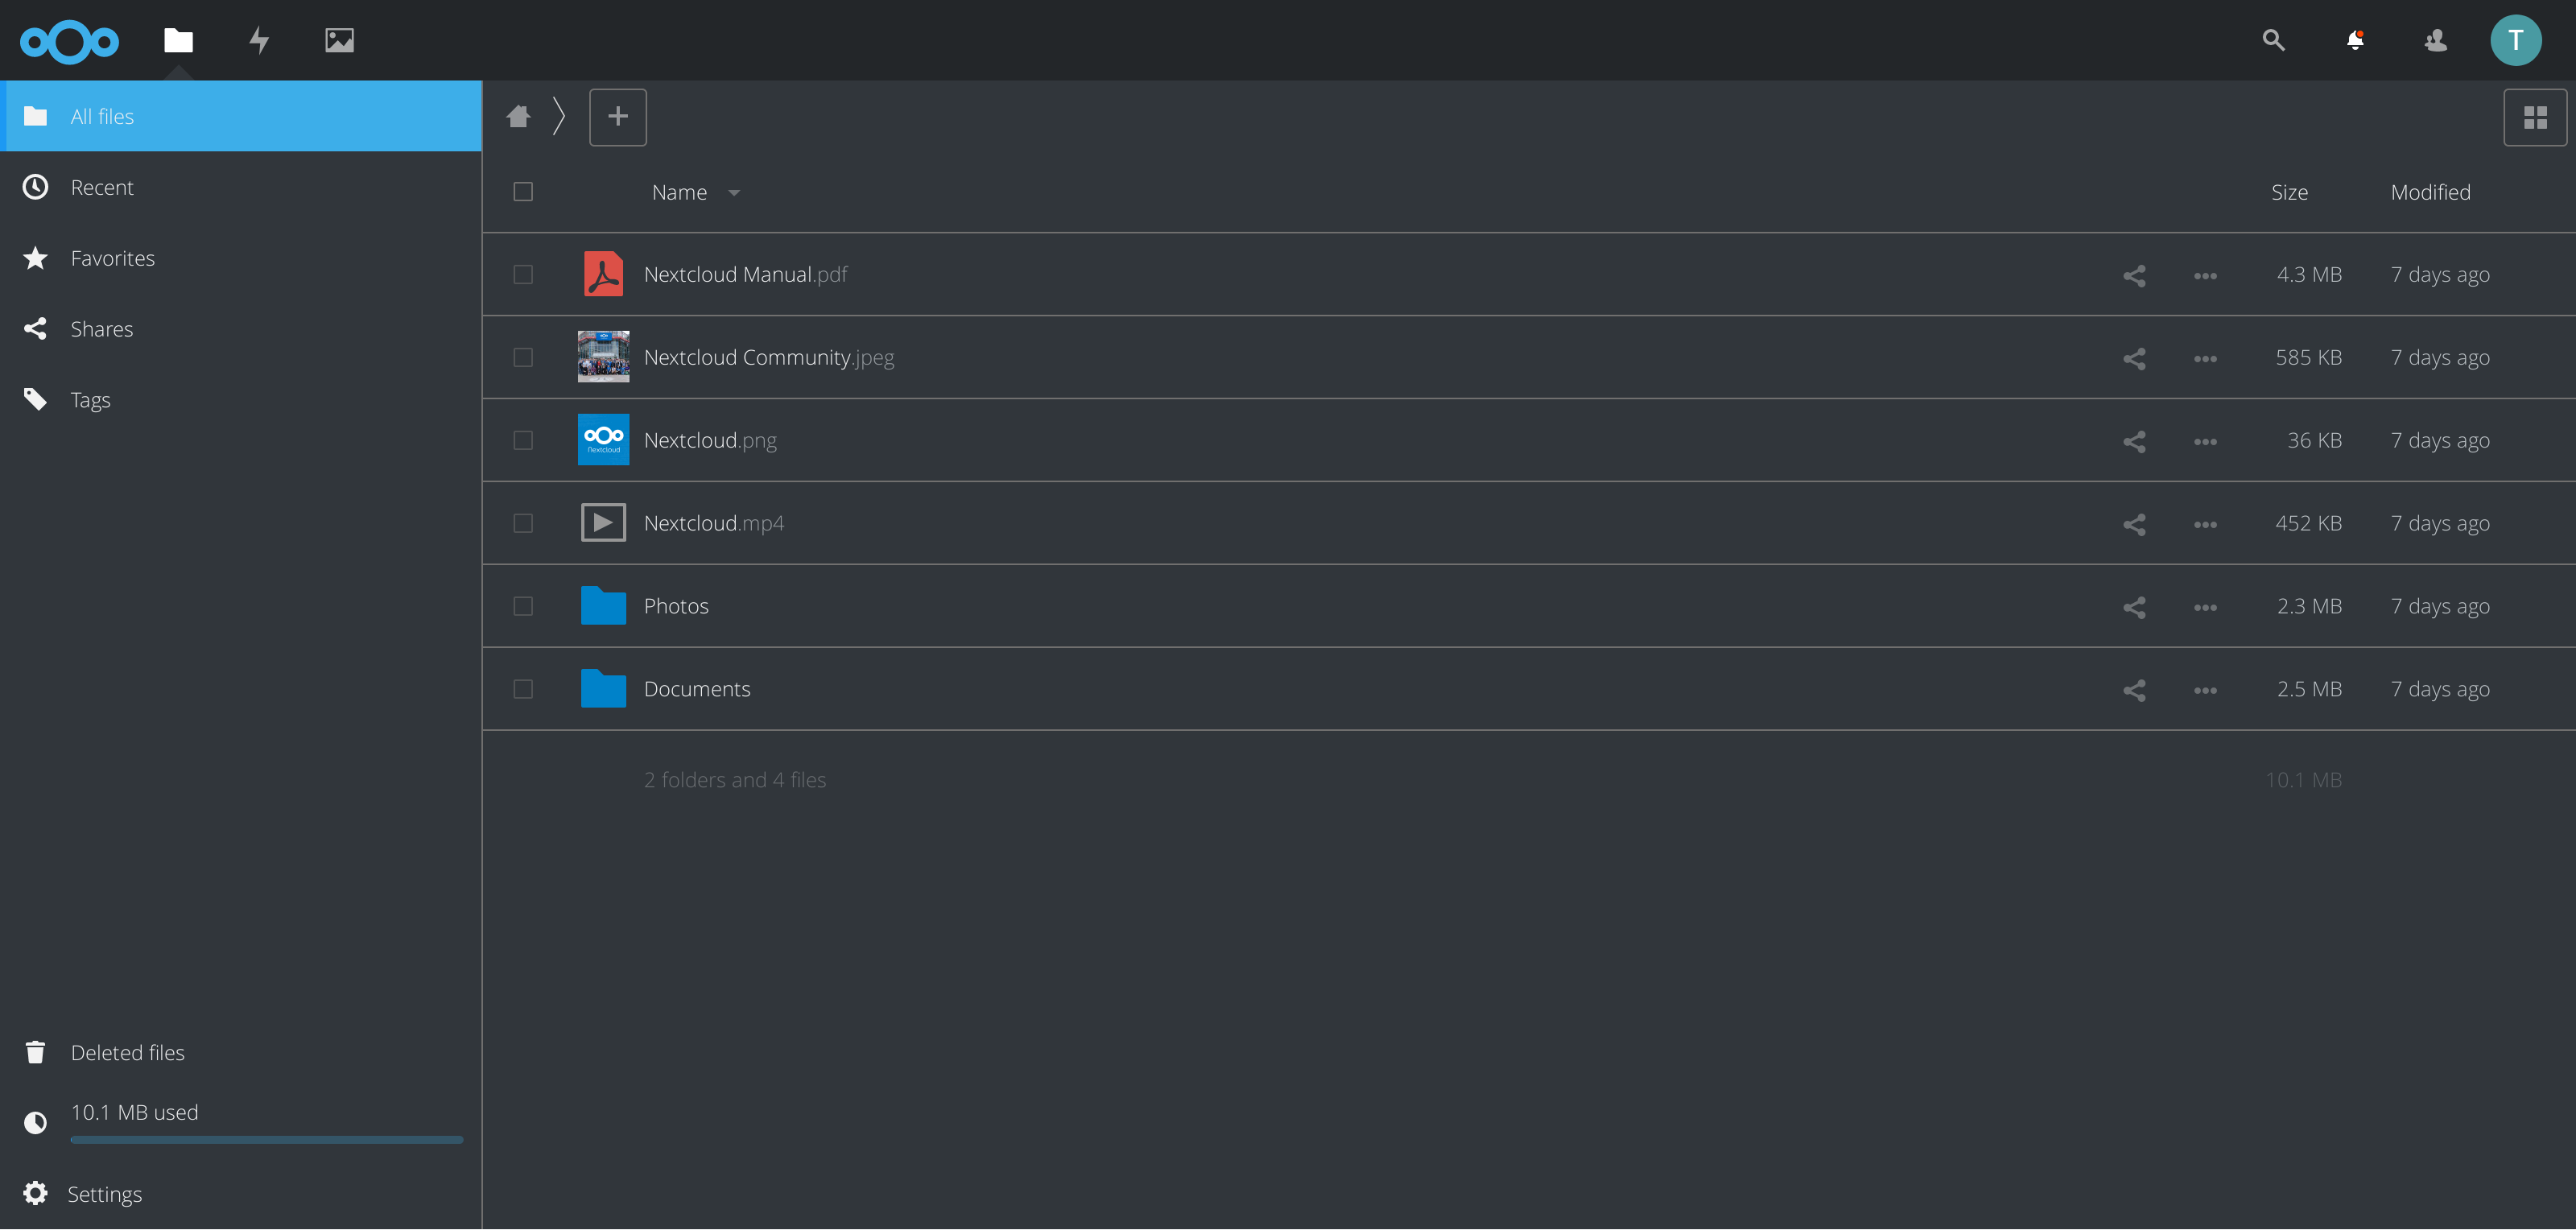 T
All files
Recent
Favorites
Shares
Tags
Name Size Modified
Nextcloud Manual.pdf 4.3 MB 7 days ago
Nextcloud Community.jpeg 585 KB 7 days ago
Nextcloud
Nextcloud.png 36 KB 7 days ago
Nextcloud.mp4 452 KB 7 days ago
Photos 2.3 MB 7 days ago
Documents 2.5 MB 7 days ago
2 folders and 4 files 10.1 MB
Deleted files
10.1 MB used
Settings